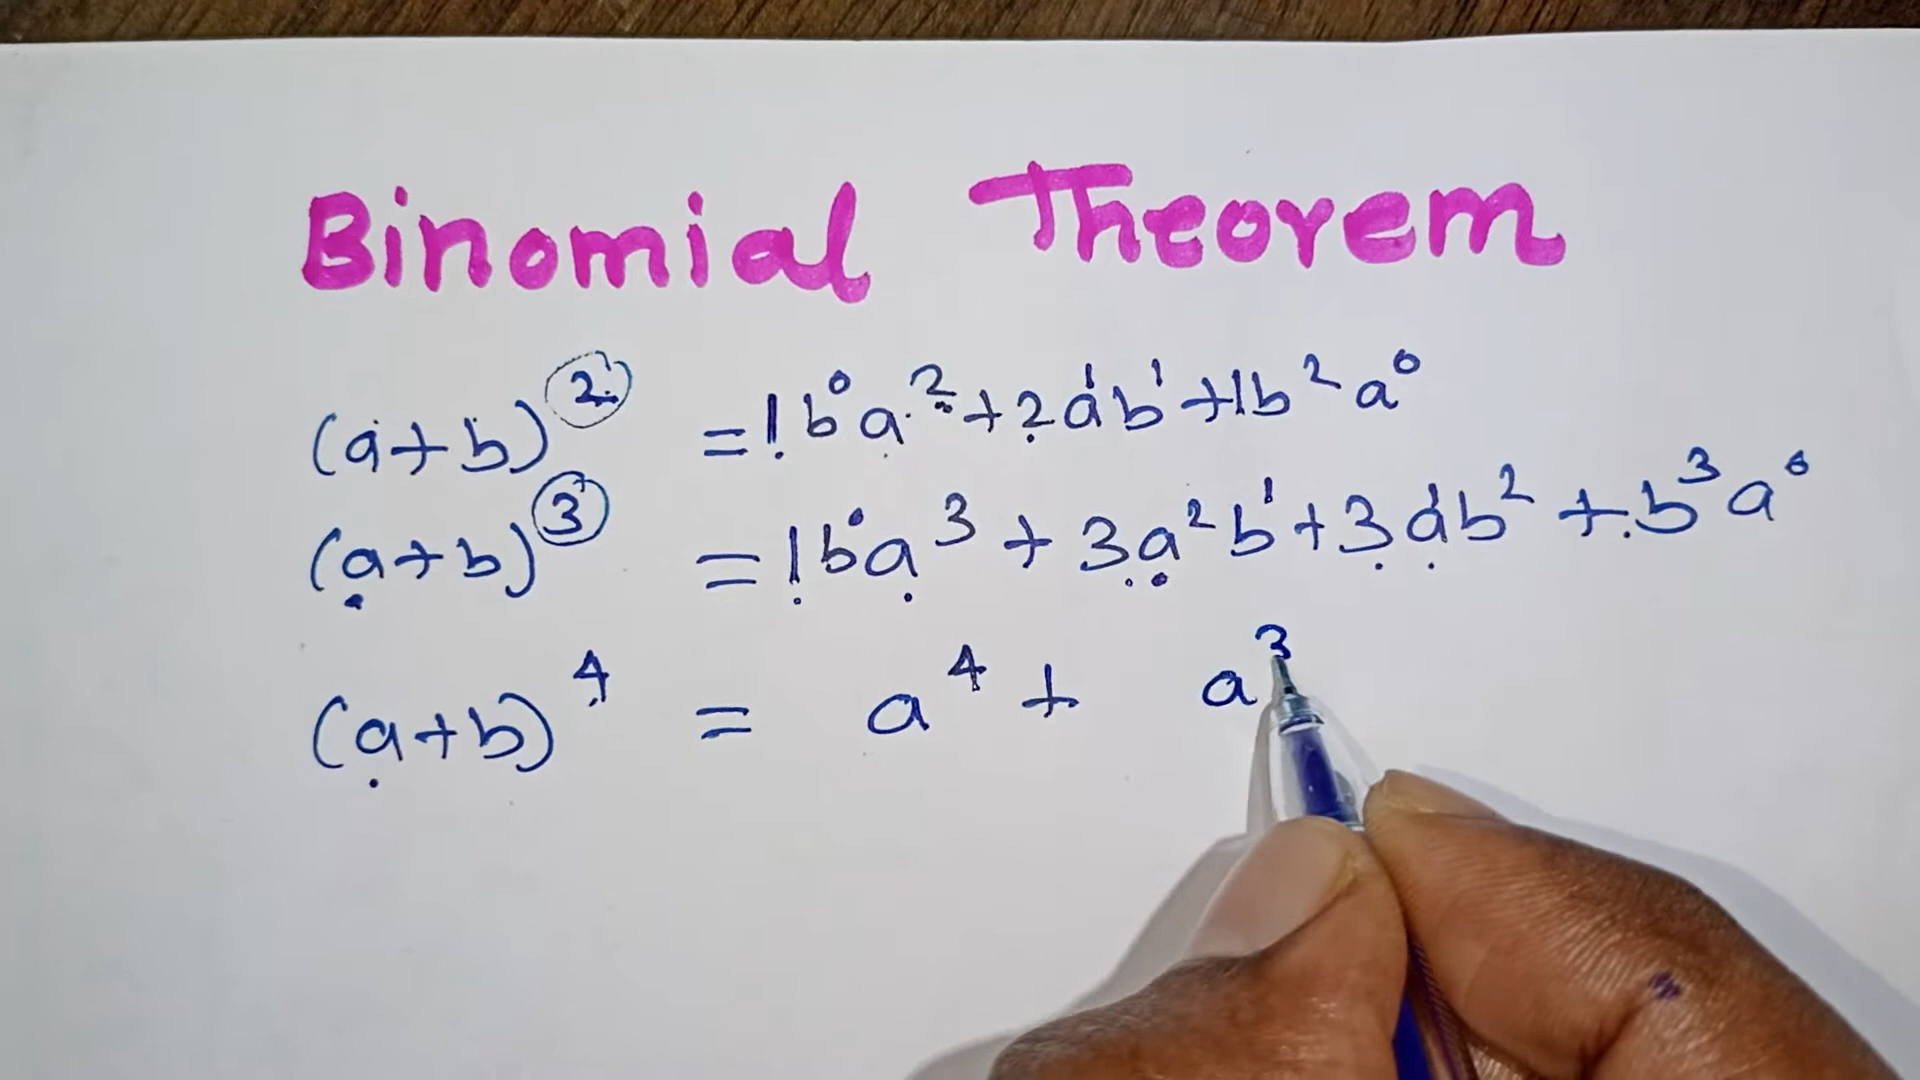 Binomial Theorem
(a+b)² = 1b⁰a² + 2a¹b¹ + 1b²a⁰
(a+b)³ = 1b⁰a³ + 3a²b¹ + 3a¹b² + b³a⁰
(a+b)⁴ = a⁴ + a³